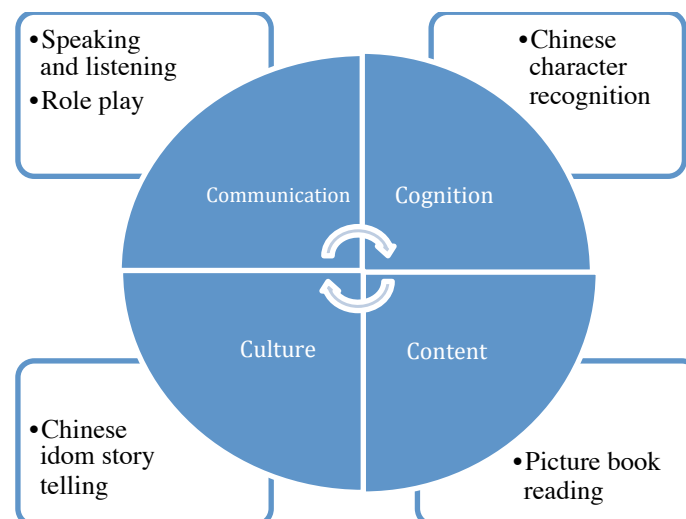 •Speaking
and listening
•Role play
•Chinese
character
recognition
Communication
Cognition
Culture
Content
•Chinese
idom story
telling
•Picture book
reading